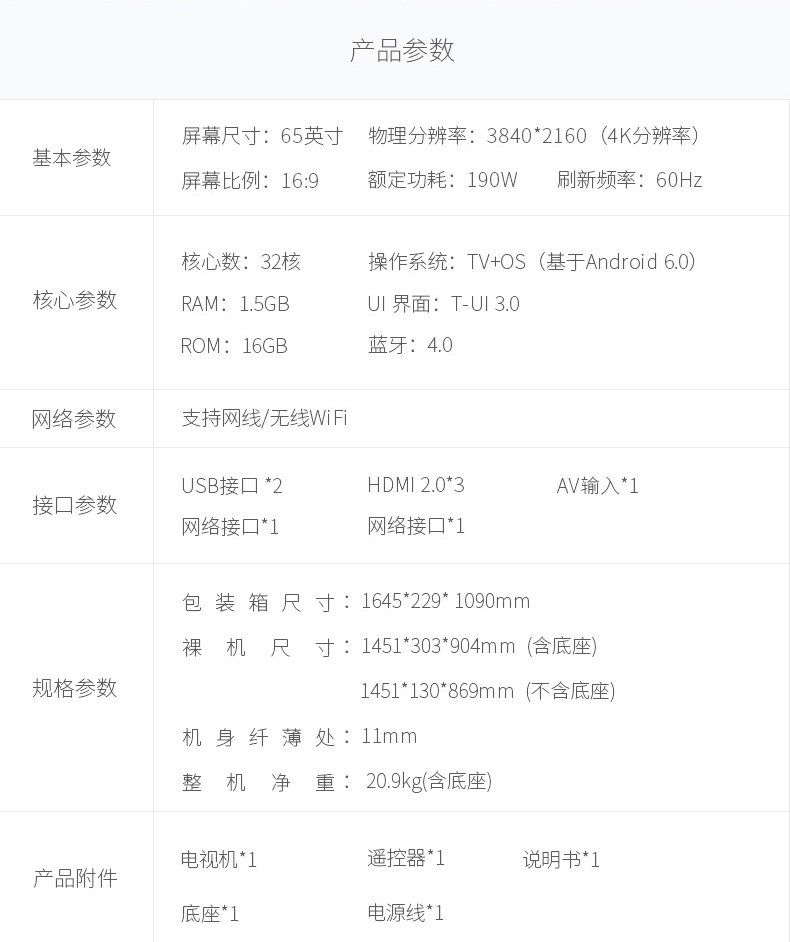 产品参数
基本参数
屏幕尺寸：65英寸 物理分辨率：3840*2160（4K分辨率）
屏幕比例：16:9 额定功耗：190W 刷新频率：60Hz
核心参数
核心数：32核 操作系统：TV+OS（基于Android 6.0）
RAM：1.5GB UI 界面：T-UI 3.0
ROM：16GB 蓝牙：4.0
网络参数
支持网线/无线WiFi
接口参数
USB接口 *2 HDMI 2.0*3 AV输入*1
网络接口*1 网络接口*1
规格参数
包装箱尺寸：1645*229* 1090mm
裸机尺寸：1451*303*904mm (含底座)
1451*130*869mm (不含底座)
机身纤薄处：11mm
整机净重：20.9kg(含底座)
产品附件
电视机*1 遥控器*1 说明书*1
底座*1 电源线*1